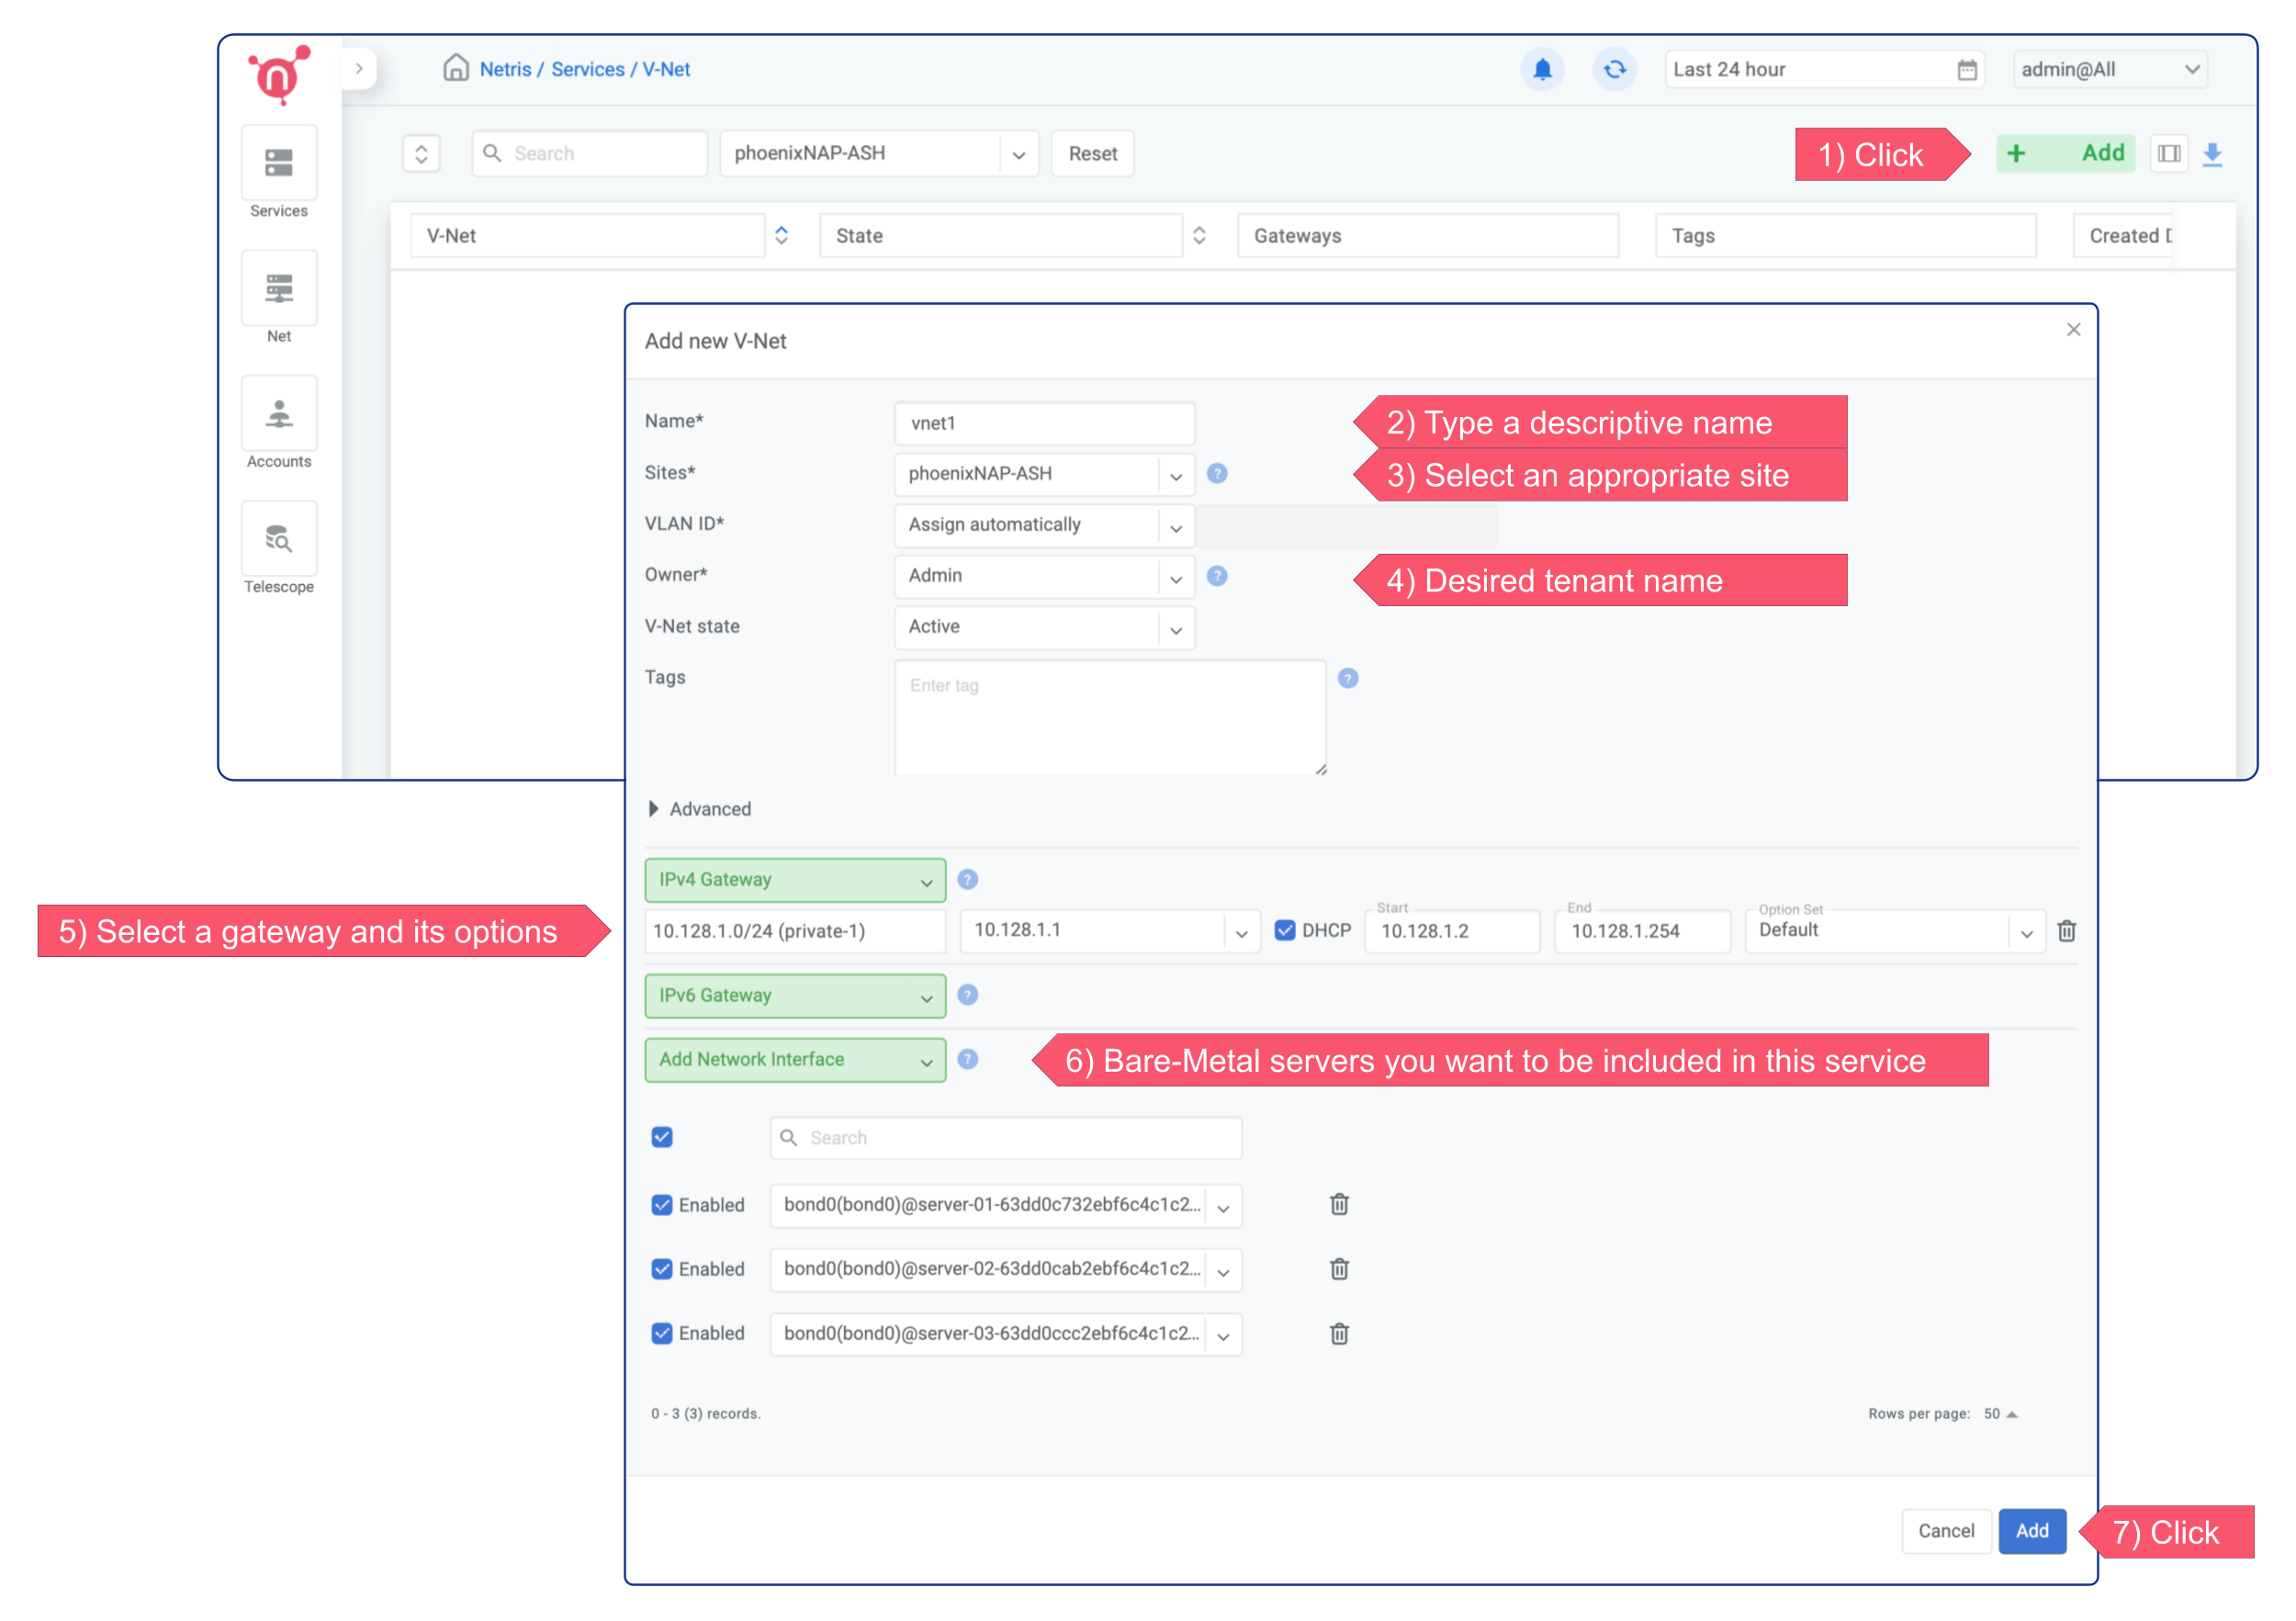 Netris / Services / V-Net
Last 24 hour
admin@All
Search
phoenixNAP-ASH
Reset
1) Click
+ Add
Services
Net
Accounts
Telescope
V-Net
State
Gateways
Tags
Created D
Add new V-Net
Name*
vnet1
2) Type a descriptive name
Sites*
phoenixNAP-ASH
?
3) Select an appropriate site
VLAN ID*
Assign automatically
Owner*
Admin
?
4) Desired tenant name
V-Net state
Active
Tags
Enter tag
?
Advanced
IPv4 Gateway
?
5) Select a gateway and its options
10.128.1.0/24 (private-1)
10.128.1.1
DHCP
Start
10.128.1.2
End
10.128.1.254
Option Set
Default
IPv6 Gateway
?
Add Network Interface
?
6) Bare-Metal servers you want to be included in this service
Search
Enabled
bond0(bond0)@server-01-63dd0c732ebf6c4c1c2...
Enabled
bond0(bond0)@server-02-63dd0cab2ebf6c4c1c2...
Enabled
bond0(bond0)@server-03-63dd0ccc2ebf6c4c1c2...
0 - 3 (3) records.
Rows per page: 50
Cancel
Add
7) Click